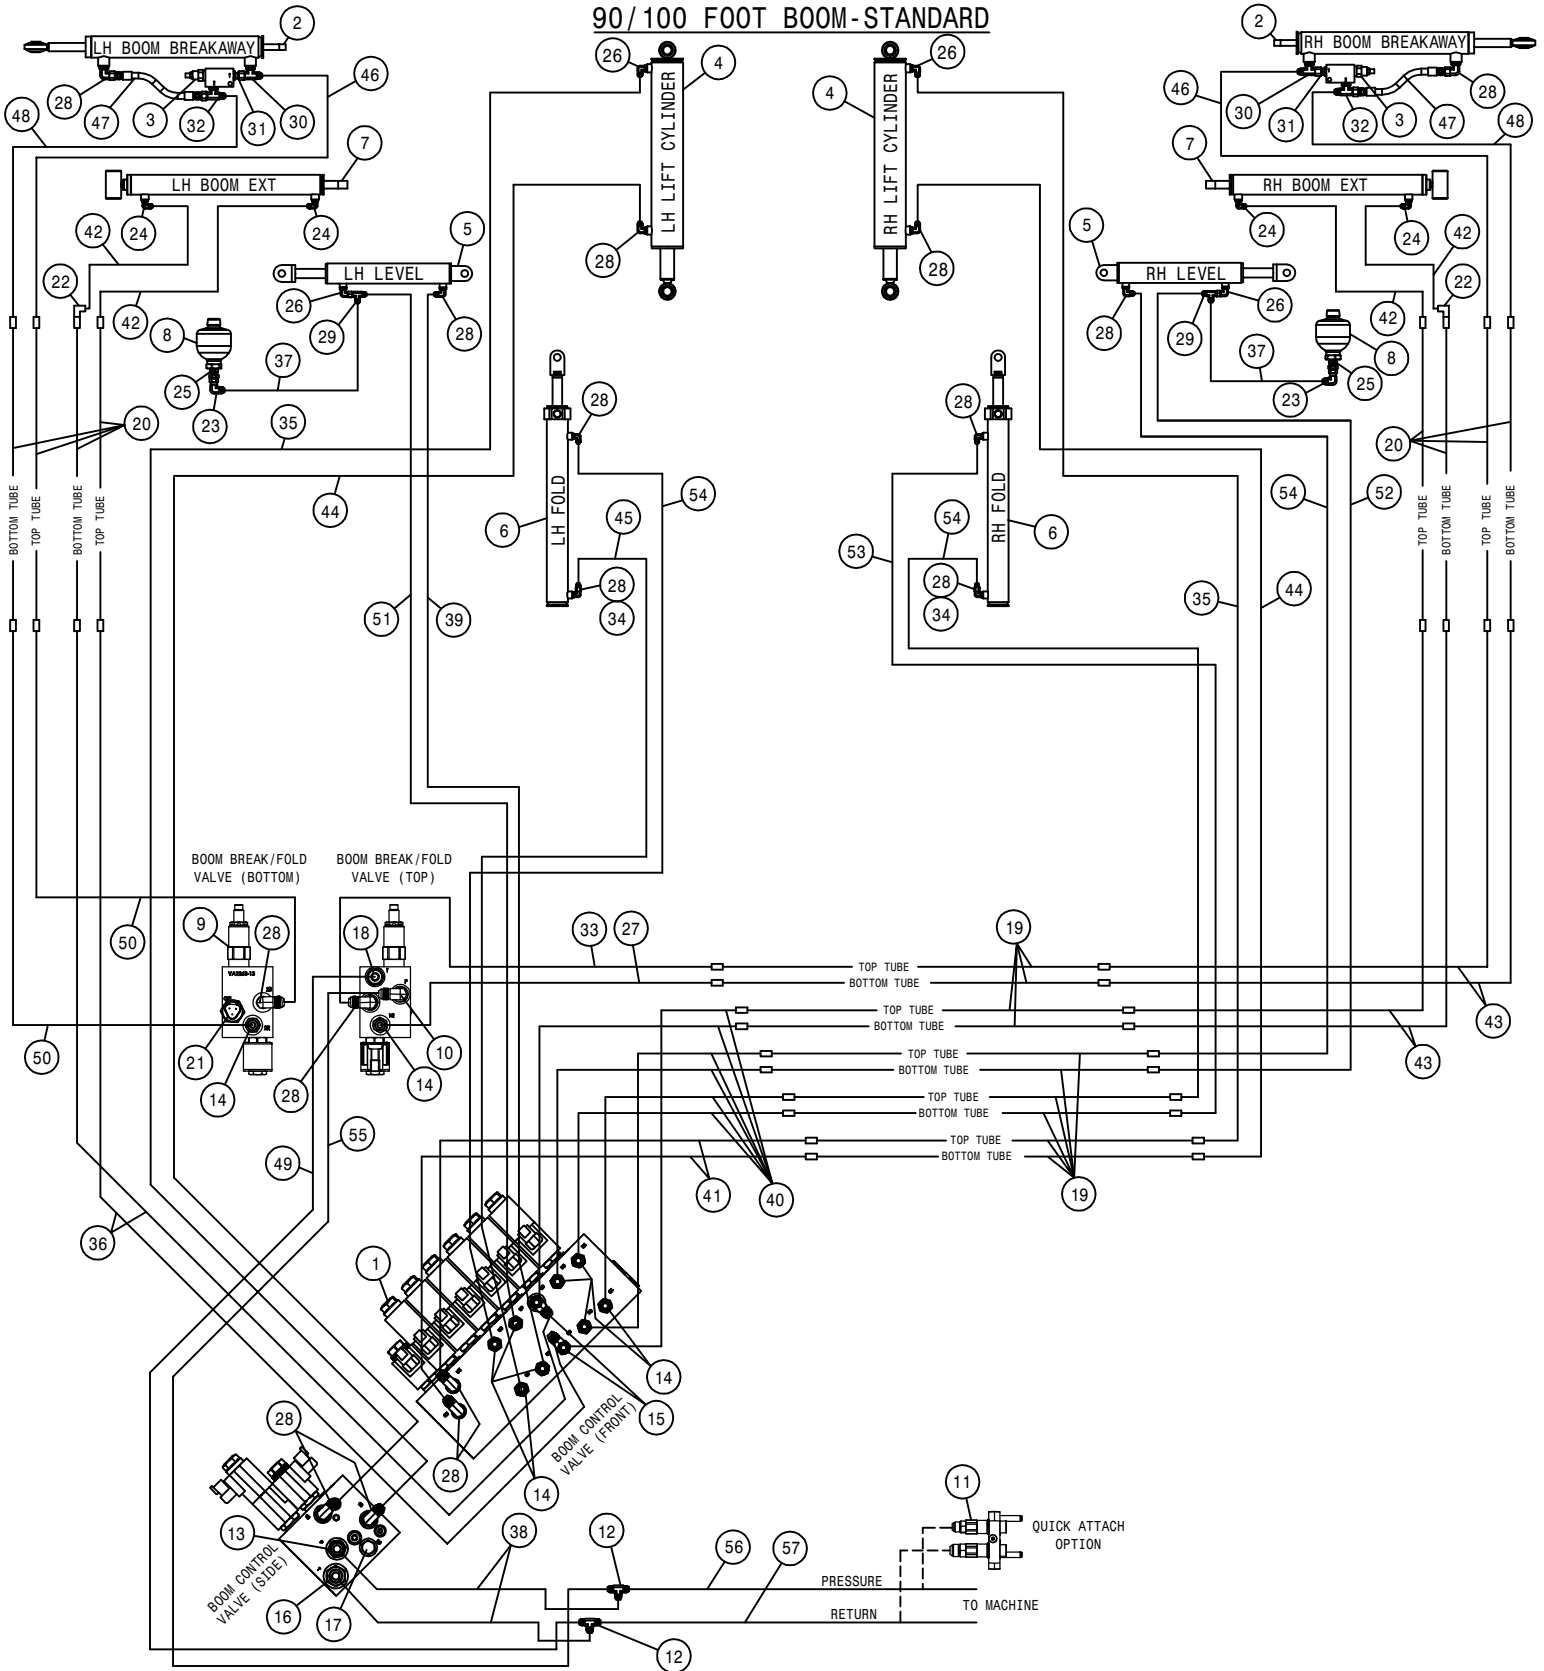 90/100 FOOT BOOM-STANDARD
2
LH BOOM BREAKAWAY
26
4
LH LIFT CYLINDER
4
RH LIFT CYLINDER
26
2
RH BOOM BREAKAWAY
28
47
3
32
31
30
46
48
46
30
31
32
3
47
28
48
LH BOOM EXT
7
24
24
42
42
22
7
RH BOOM EXT
24
24
42
42
22
28
28
5
LH LEVEL
26
29
28
8
25
23
37
5
RH LEVEL
28
29
26
37
8
25
23
20
35
44
28
LH FOLD
6
54
45
28
34
28
RH FOLD
6
54
53
28
34
20
54
52
35
44
BOTTOM TUBE
TOP TUBE
BOTTOM TUBE
TOP TUBE
TOP TUBE
BOTTOM TUBE
TOP TUBE
BOTTOM TUBE
51
39
BOOM BREAK/FOLD
VALVE (BOTTOM)
BOOM BREAK/FOLD
VALVE (TOP)
50
9
28
18
33
27
19
TOP TUBE
BOTTOM TUBE
43
50
21
14
28
14
10
TOP TUBE
BOTTOM TUBE
43
TOP TUBE
BOTTOM TUBE
TOP TUBE
BOTTOM TUBE
TOP TUBE
BOTTOM TUBE
49
55
41
40
19
36
1
14
15
28
14
BOOM CONTROL
VALVE (FRONT)
28
13
16
17
BOOM CONTROL
VALVE (SIDE)
38
12
56
57
11
QUICK ATTACH
OPTION
PRESSURE
RETURN
TO MACHINE
12